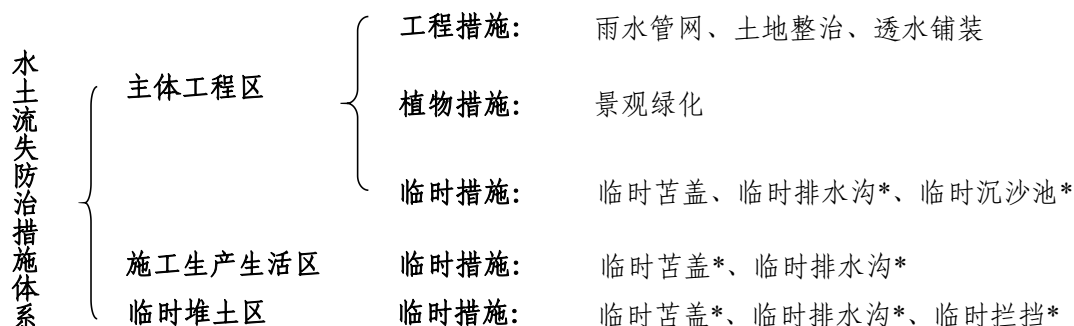 水土流失防治措施体系
主体工程区
工程措施: 雨水管网、土地整治、透水铺装
植物措施: 景观绿化
临时措施: 临时苫盖、临时排水沟*、临时沉沙池*
施工生产生活区 临时措施: 临时苫盖*、临时排水沟*
临时堆土区 临时措施: 临时苫盖*、临时排水沟*、临时拦挡*